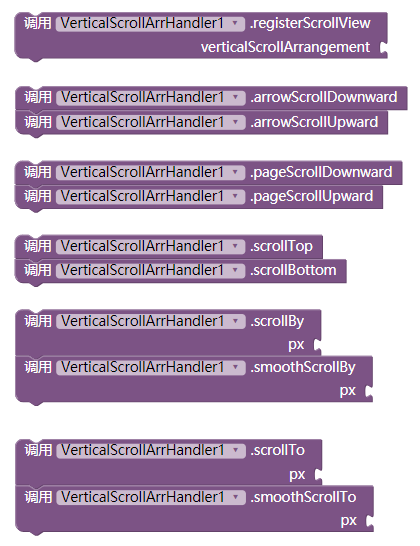 调用 VerticalScrollArrHandler1 .registerScrollView
verticalScrollArrangement
调用 VerticalScrollArrHandler1 .arrowScrollDownward
调用 VerticalScrollArrHandler1 .arrowScrollUpward
调用 VerticalScrollArrHandler1 .pageScrollDownward
调用 VerticalScrollArrHandler1 .pageScrollUpward
调用 VerticalScrollArrHandler1 .scrollTop
调用 VerticalScrollArrHandler1 .scrollBottom
调用 VerticalScrollArrHandler1 .scrollBy
px
调用 VerticalScrollArrHandler1 .smoothScrollBy
px
调用 VerticalScrollArrHandler1 .scrollTo
px
调用 VerticalScrollArrHandler1 .smoothScrollTo
px